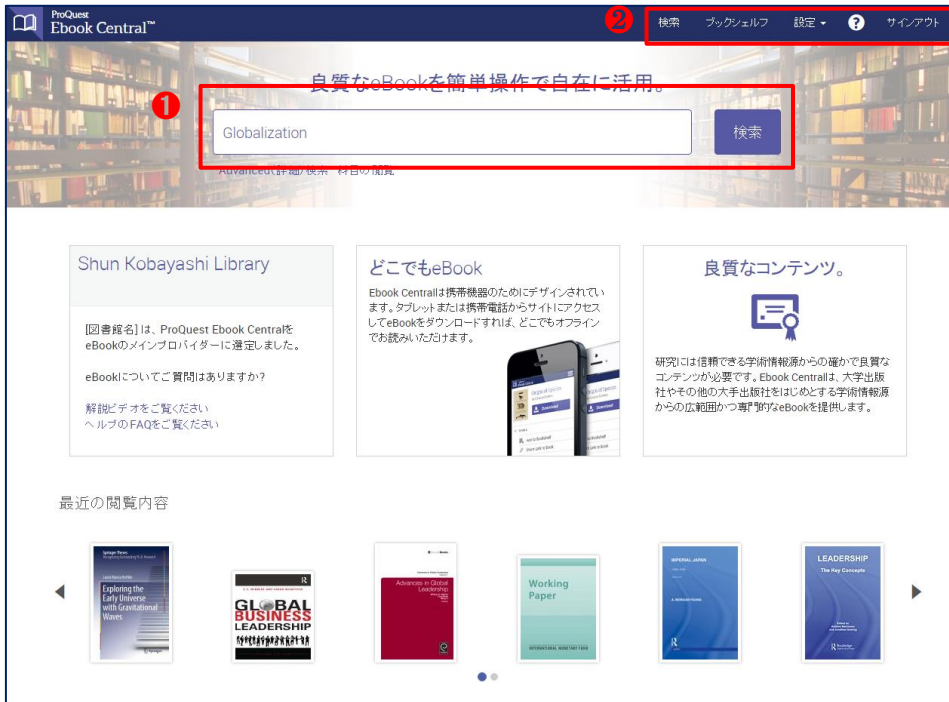 ProQuest
Ebook Central™
❷ 検索 ブックシェルフ 設定 ? サインアウト
良質なeBookを簡単操作で自在に活用。
❶
Globalization 検索
Advanced(詳細)検索 科目の閲覧
Shun Kobayashi Library
[図書館名]は、ProQuest Ebook Centralを
eBookのメインプロバイダーに選定しました。
eBookについてご質問はありますか?
解説ビデオをご覧ください
ヘルプのFAQをご覧ください
どこでもeBook
Ebook Centralは携帯機器のためにデザインされてい
ます。タブレットまたは携帯電話からサイトにアクセス
してeBookをダウンロードすれば、どこでもオフライン
でお読みいただけます。
Download
良質なコンテンツ。
研究には信頼できる学術情報源からの確かで良質な
コンテンツが必要です。Ebook Centralは、大学出版
社やその他の大手出版社をはじめとする学術情報源
からの広範囲かつ専門的なeBookを提供します。
最近の閲覧内容
Springer Theses
Exploring the
Early Universe
with Gravitational
Waves
Springer
R
GLOBAL
BUSINESS
LEADERSHIP
Advances in Global
Leadership
Working
Paper
INTERNATIONAL MONETARY FUND
IMPERIAL JAPAN
R
LEADERSHIP
The Key Concepts
Routledge